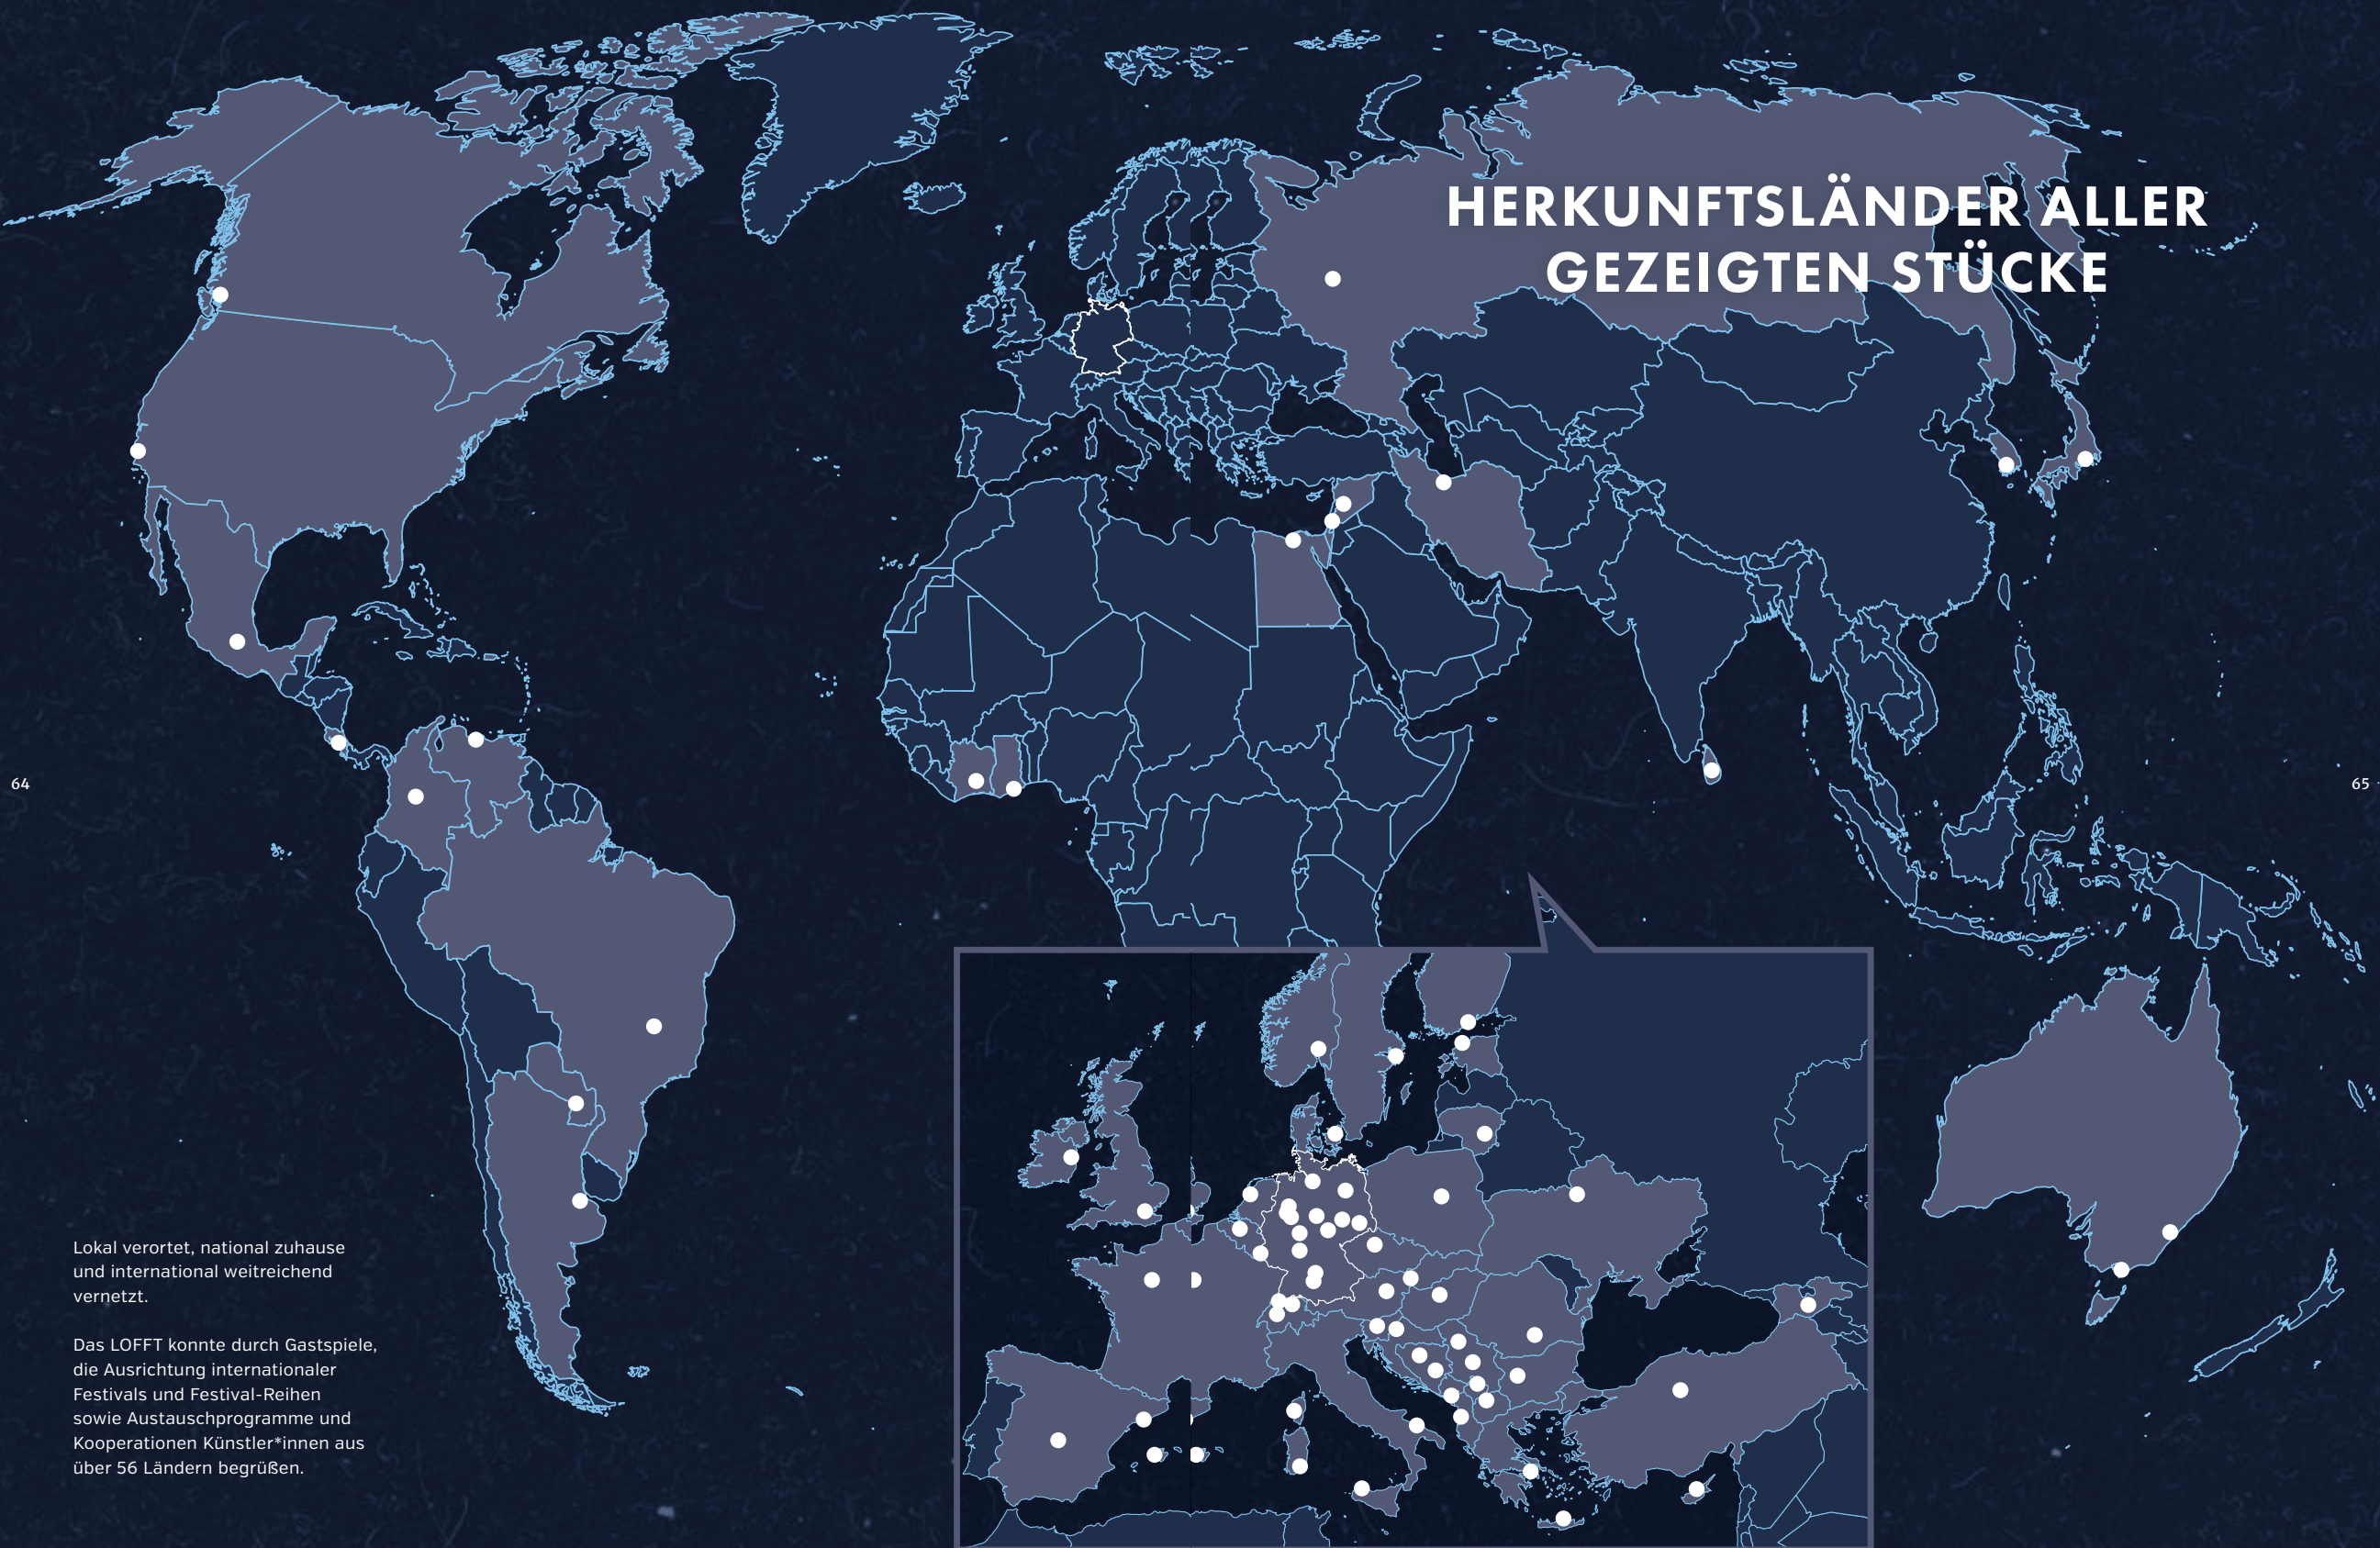 HERKUNFTSLÄNDER ALLER
GEZEIGTEN STÜCKE
64
65
Lokal verortet, national zuhause
und international weitreichend
vernetzt.
Das LOFFT konnte durch Gastspiele,
die Ausrichtung internationaler
Festivals und Festival-Reihen
sowie Austauschprogramme und
Kooperationen Künstler*innen aus
über 56 Ländern begrüßen.